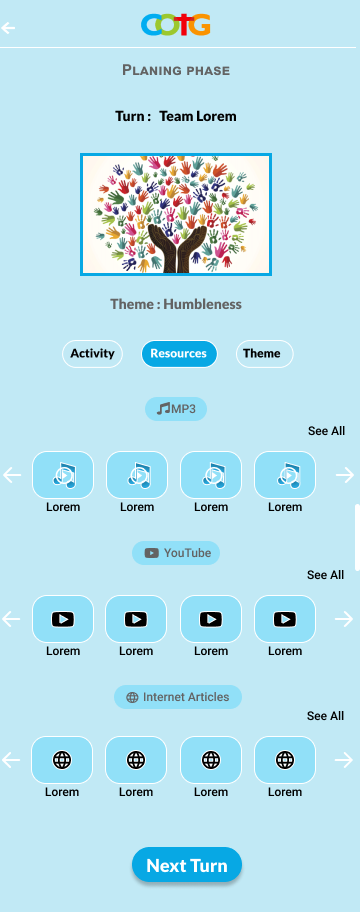 COTG
PLANING PHASE
Turn : Team Lorem
Theme : Humbleness
Activity Resources Theme
MP3
See All
Lorem Lorem Lorem Lorem
YouTube
See All
Lorem Lorem Lorem Lorem
Internet Articles
See All
Lorem Lorem Lorem Lorem
Next Turn